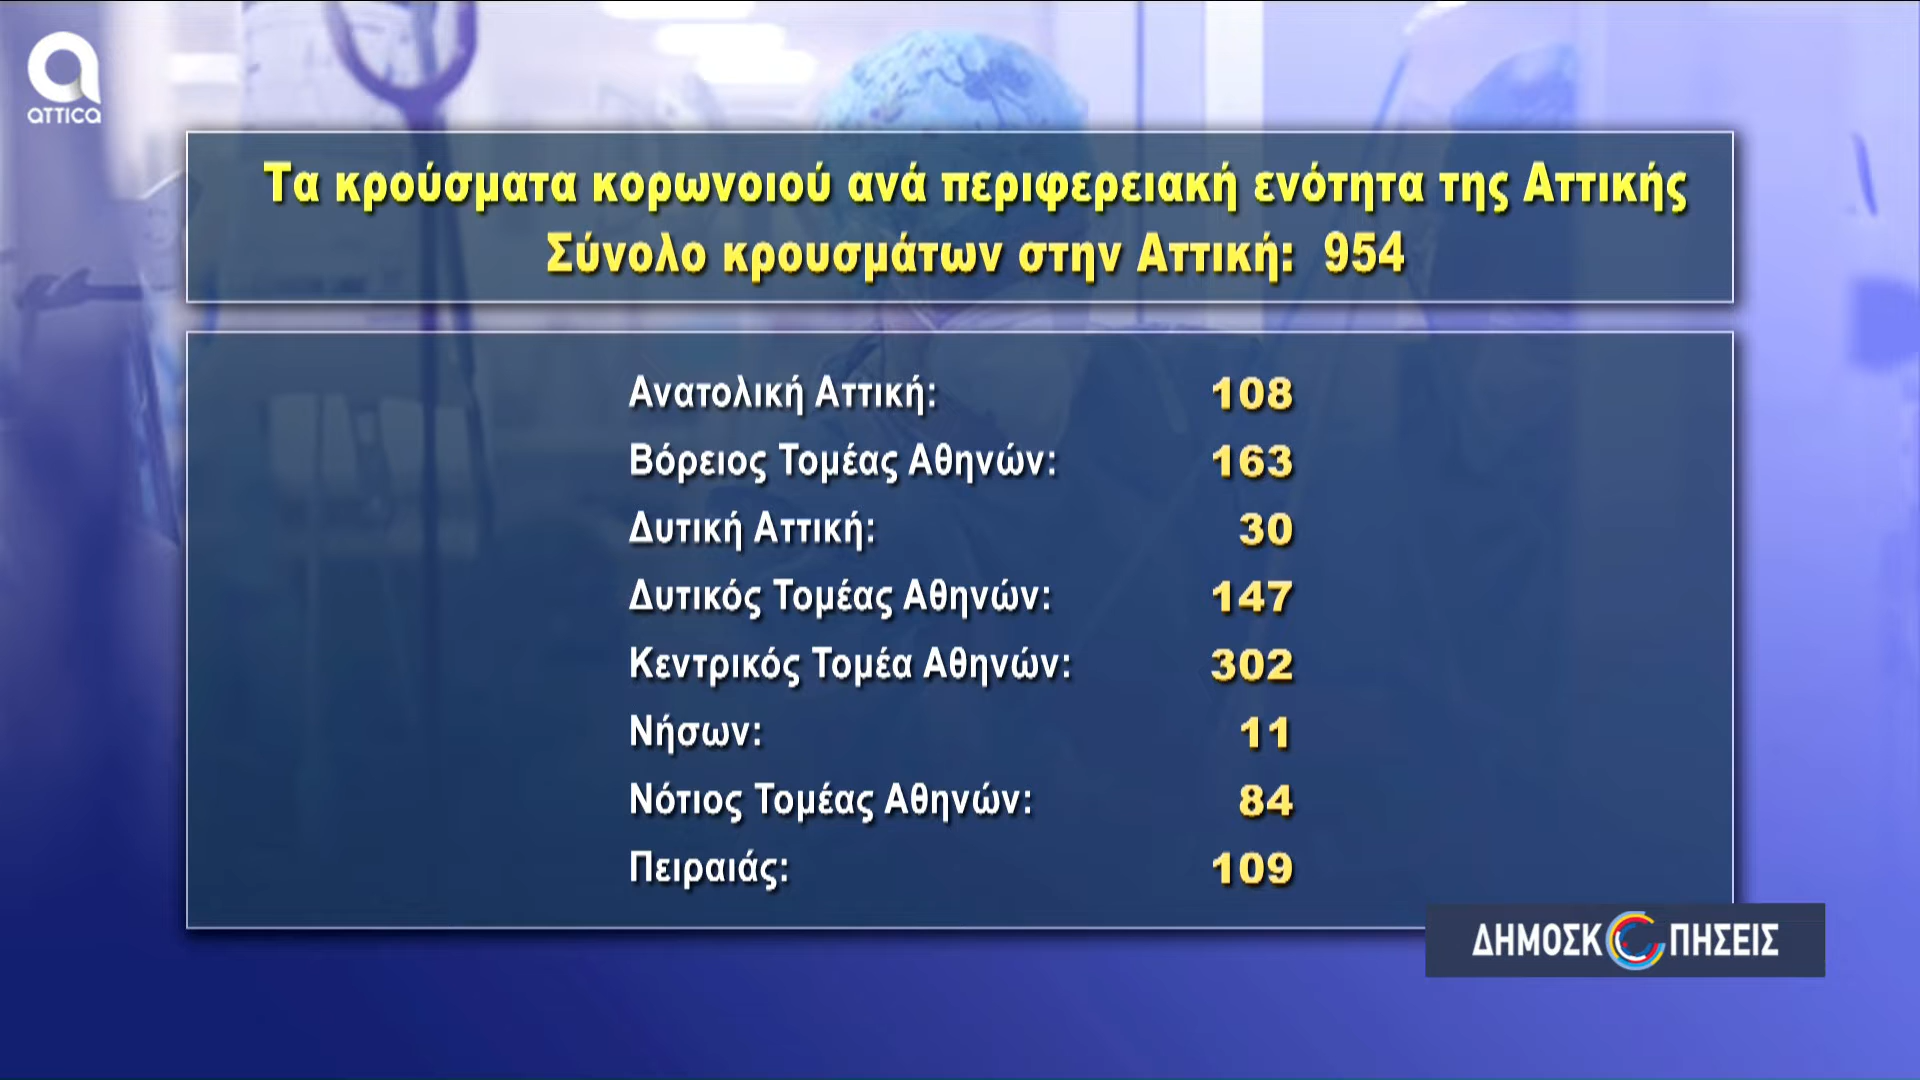 αττica
Τα κρούσματα κορωνοιού ανά περιφερειακή ενότητα της Αττικής
Σύνολο κρουσμάτων στην Αττική: 954
Ανατολική Αττική: 108
Βόρειος Τομέας Αθηνών: 163
Δυτική Αττική: 30
Δυτικός Τομέας Αθηνών: 147
Κεντρικός Τομέα Αθηνών: 302
Νήσων: 11
Νότιος Τομέας Αθηνών: 84
Πειραιάς: 109
ΔΗΜΟΣΚΟΠΗΣΕΙΣ